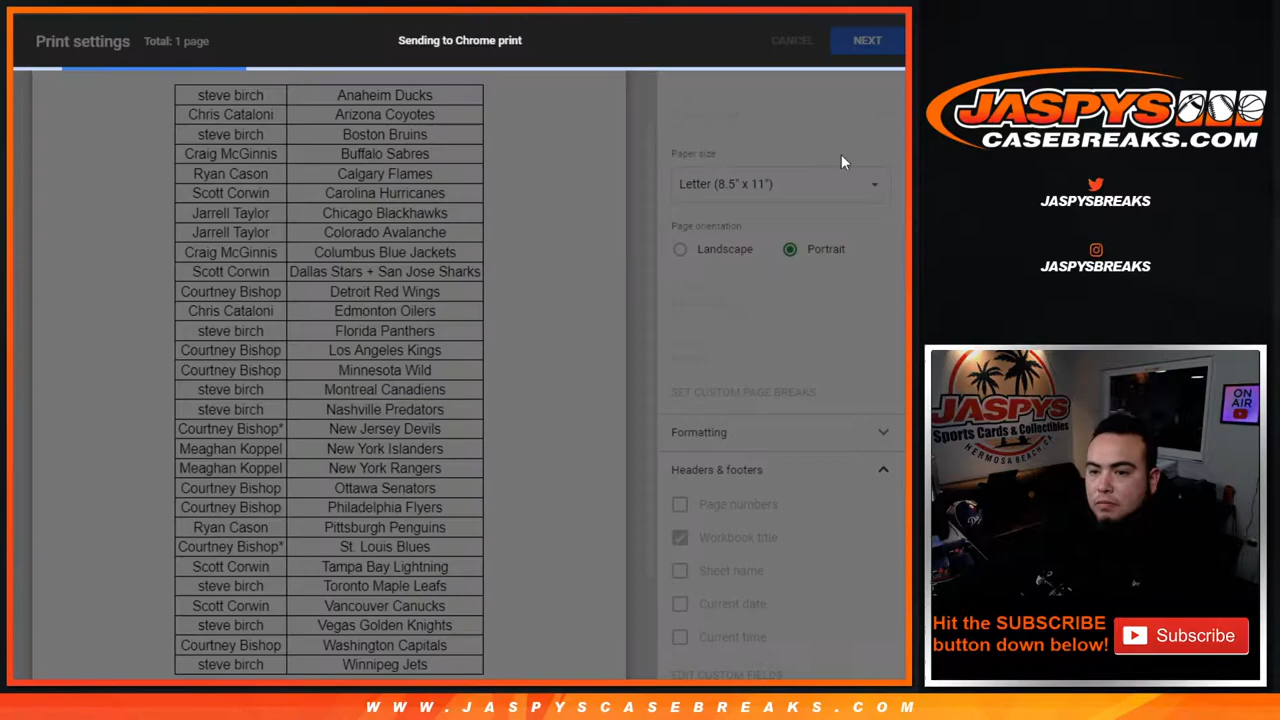 Print settings Total: 1 page Sending to Chrome print CANCEL NEXT
steve birch Anaheim Ducks
Chris Cataloni Arizona Coyotes
steve birch Boston Bruins
Craig McGinnis Buffalo Sabres
Ryan Cason Calgary Flames
Scott Corwin Carolina Hurricanes
Jarrell Taylor Chicago Blackhawks
Jarrell Taylor Colorado Avalanche
Craig McGinnis Columbus Blue Jackets
Scott Corwin Dallas Stars + San Jose Sharks
Courtney Bishop Detroit Red Wings
Chris Cataloni Edmonton Oilers
steve birch Florida Panthers
Courtney Bishop Los Angeles Kings
Courtney Bishop Minnesota Wild
steve birch Montreal Canadiens
steve birch Nashville Predators
Courtney Bishop* New Jersey Devils
Meaghan Koppel New York Islanders
Meaghan Koppel New York Rangers
Courtney Bishop Ottawa Senators
Courtney Bishop Philadelphia Flyers
Ryan Cason Pittsburgh Penguins
Courtney Bishop* St. Louis Blues
Scott Corwin Tampa Bay Lightning
steve birch Toronto Maple Leafs
Scott Corwin Vancouver Canucks
steve birch Vegas Golden Knights
Courtney Bishop Washington Capitals
steve birch Winnipeg Jets
Paper size
Letter (8.5" x 11")
Page orientation
Landscape Portrait
SET CUSTOM PAGE BREAKS
Formatting
Headers & footers
Page numbers
Workbook title
Sheet name
Current date
Current time
EDIT CUSTOM FIELDS
JASPYS
CASEBREAKS.COM
JASPYSBREAKS
JASPYSBREAKS
JASPYS
Sports Cards & Collectibles
HERMOSA BEACH, CA
ON
AIR
Hit the SUBSCRIBE
button down below!
Subscribe
WWW.JASPYSCASEBREAKS.COM